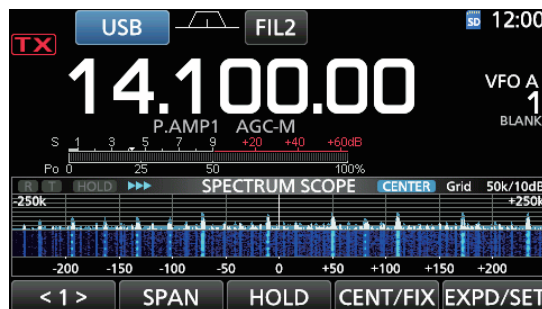 USB FIL2 SD 12:00
TX
14.100.00
VFO A
1
P.AMP1 AGC-M
BLANK
S 1 3 5 7 9 +20 +40 +60dB
Po 0 25 50 100%
R T HOLD SPECTRUM SCOPE CENTER Grid 50k/10dB
-250k +250k
-200 -150 -100 -50 0 +50 +100 +150 +200
< 1 > SPAN HOLD CENT/FIX EXPD/SET